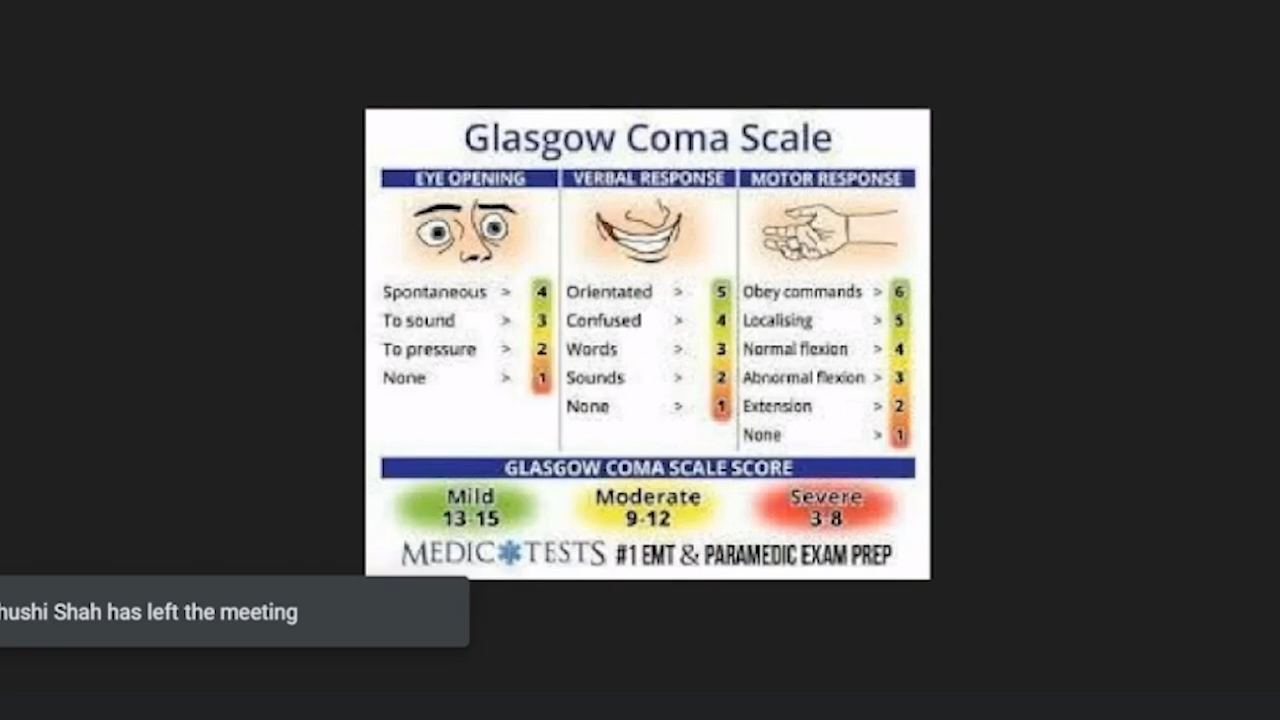 Glasgow Coma Scale
EYE OPENING
Spontaneous > 4
To sound > 3
To pressure > 2
None > 1
VERBAL RESPONSE
Orientated > 5
Confused > 4
Words > 3
Sounds > 2
None > 1
MOTOR RESPONSE
Obey commands > 6
Localising > 5
Normal flexion > 4
Abnormal flexion > 3
Extension > 2
None > 1
GLASGOW COMA SCALE SCORE
Mild
13-15
Moderate
9-12
Severe
3-8
MEDIC TESTS #1 EMT & PARAMEDIC EXAM PREP
hushi Shah has left the meeting